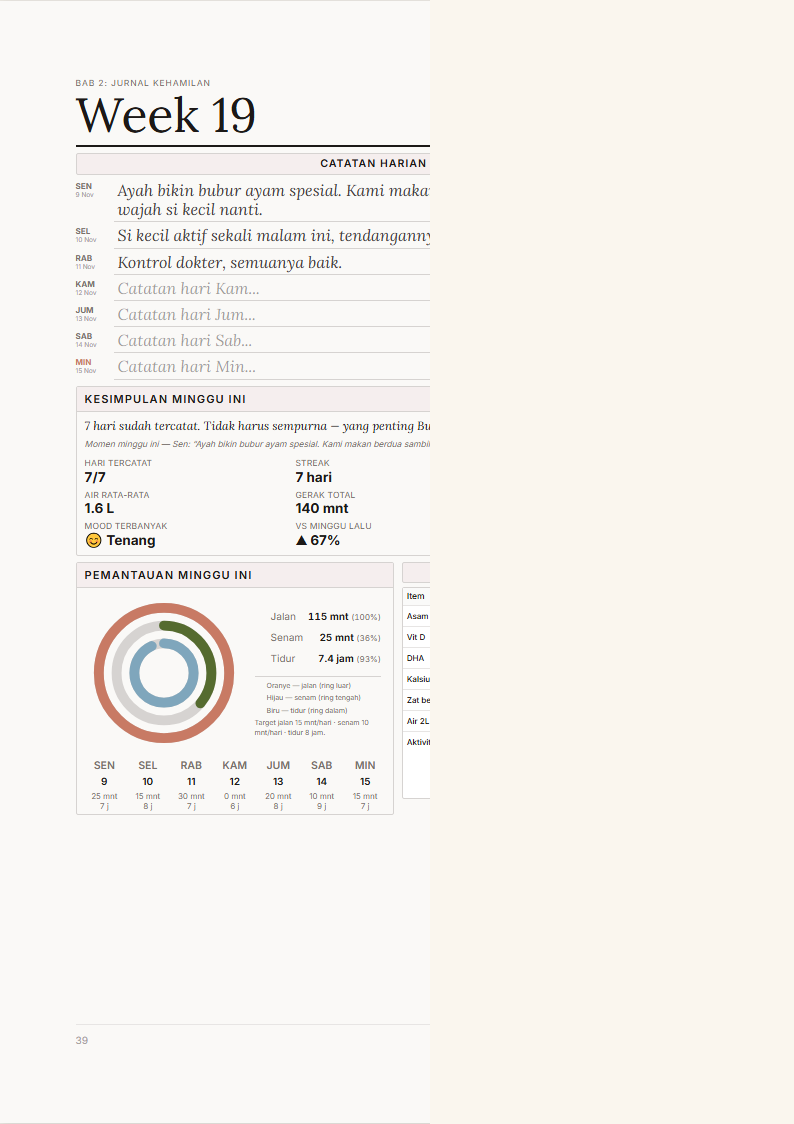 BAB 2: JURNAL KEHAMILAN
Week 19
CATATAN HARIAN
SEN
9 Nov
Ayah bikin bubur ayam spesial. Kami
wajah si kecil nanti.
SEL
10 Nov
Si kecil aktif sekali malam ini,
RAB
11 Nov
Kontrol dokter, semuanya baik.
KAM
12 Nov
Catatan hari Kam...
JUM
13 Nov
Catatan hari Jum...
SAB
14 Nov
Catatan hari Sab...
MIN
15 Nov
Catatan hari Min...
KESIMPULAN MINGGU INI
7 hari sudah tercatat. Tidak harus sempurna — yang penting
Momen minggu ini — Sen: "Ayah bikin bubur ayam spesial. Kami makan berdua
HARI TERCATAT
7/7
STREAK
7 hari
AIR RATA-RATA
1.6 L
GERAK TOTAL
140 mnt
MOOD TERBANYAK
😊 Tenang
VS MINGGU LALU
▲ 67%
PEMANTAUAN MINGGU INI
Jalan 115 mnt (100%)
Senam 25 mnt (36%)
Tidur 7.4 jam (93%)
Oranye — jalan (ring luar)
Hijau — senam (ring tengah)
Biru — tidur (ring dalam)
Target jalan 15 mnt/hari · senam 10
mnt/hari · tidur 8 jam.
SEN SEL RAB KAM JUM SAB MIN
9 10 11 12 13 14 15
25 mnt 15 mnt 30 mnt 0 mnt 20 mnt 10 mnt 15 mnt
7 j 8 j 7 j 6 j 8 j 9 j 7 j
Item
Asam
Vit D
DHA
Zat
Air 2L
39